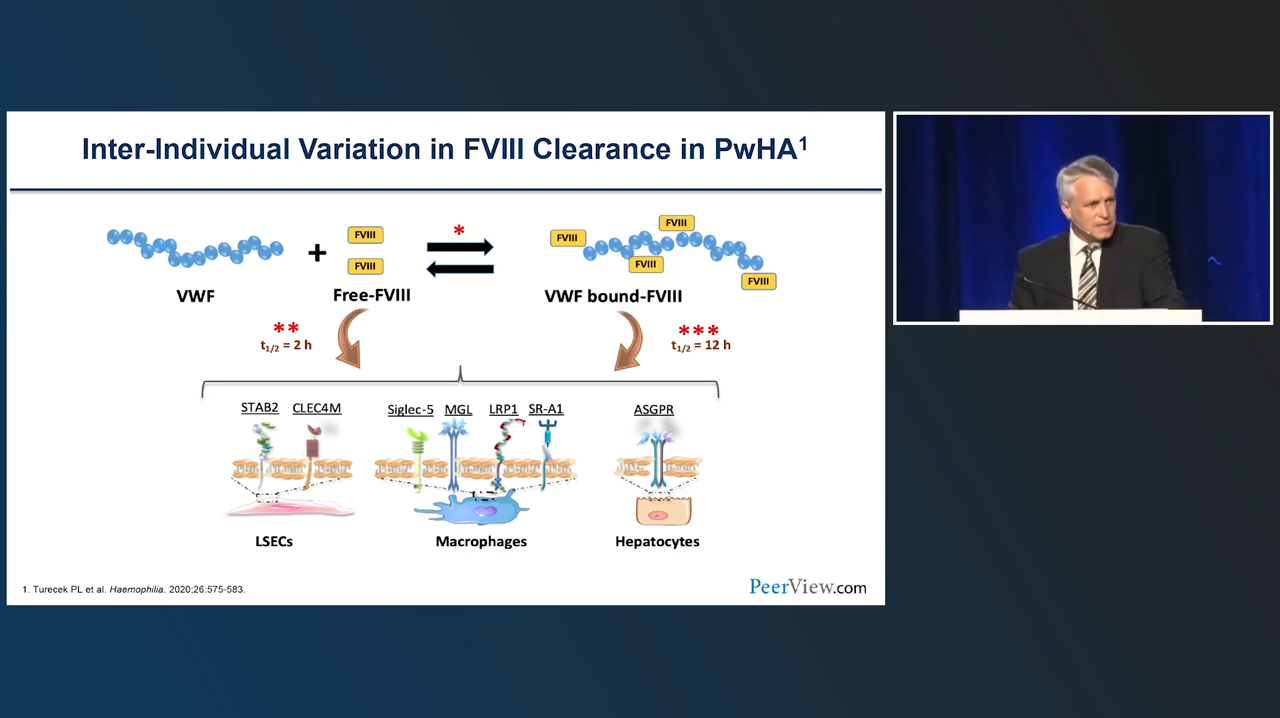 Inter-Individual Variation in FVIII Clearance in PwHA1
*
FVIII
FVIII
FVIII
FVIII
FVIII
FVIII
+
VWF
Free-FVIII
VWF bound-FVIII
**
t1/2 = 2 h
***
t1/2 = 12 h
STAB2 CLEC4M Siglec-5 MGL LRP1 SR-A1 ASGPR
LSECs Macrophages Hepatocytes
1. Turecek PL et al. Haemophilia. 2020;26:575-583.
PeerView.com